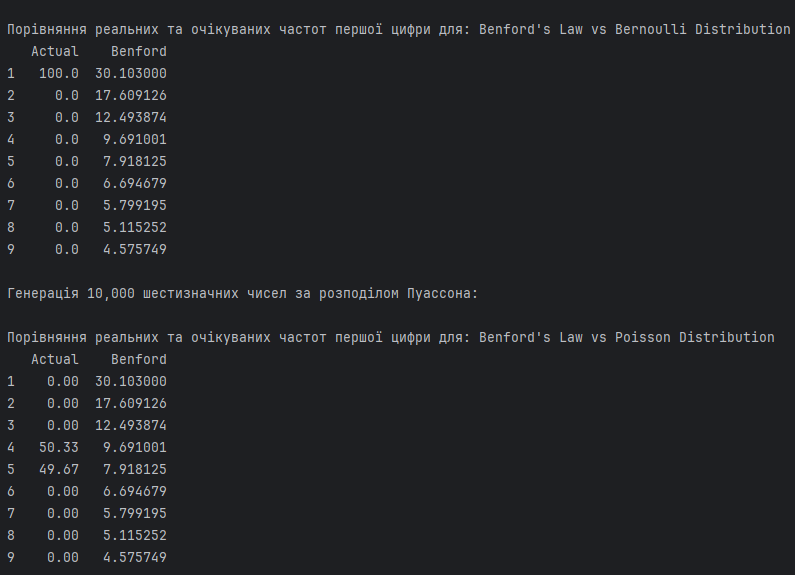 Порівняння реальних та очікуваних частот першої цифри для: Benford's Law vs Bernoulli Distribution
Actual Benford
1 100.0 30.103000
2 0.0 17.609126
3 0.0 12.493874
4 0.0 9.691001
5 0.0 7.918125
6 0.0 6.694679
7 0.0 5.799195
8 0.0 5.115252
9 0.0 4.575749
Генерація 10,000 шестизначних чисел за розподілом Пуассона:
Порівняння реальних та очікуваних частот першої цифри для: Benford's Law vs Poisson Distribution
Actual Benford
1 0.00 30.103000
2 0.00 17.609126
3 0.00 12.493874
4 50.33 9.691001
5 49.67 7.918125
6 0.00 6.694679
7 0.00 5.799195
8 0.00 5.115252
9 0.00 4.575749